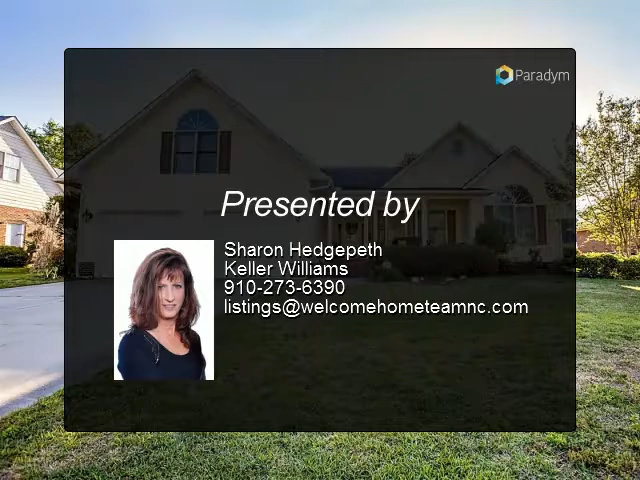 Paradym
Presented by
Sharon Hedgepeth
Keller Williams
910-273-6390
listings@welcomehometeamnc.com